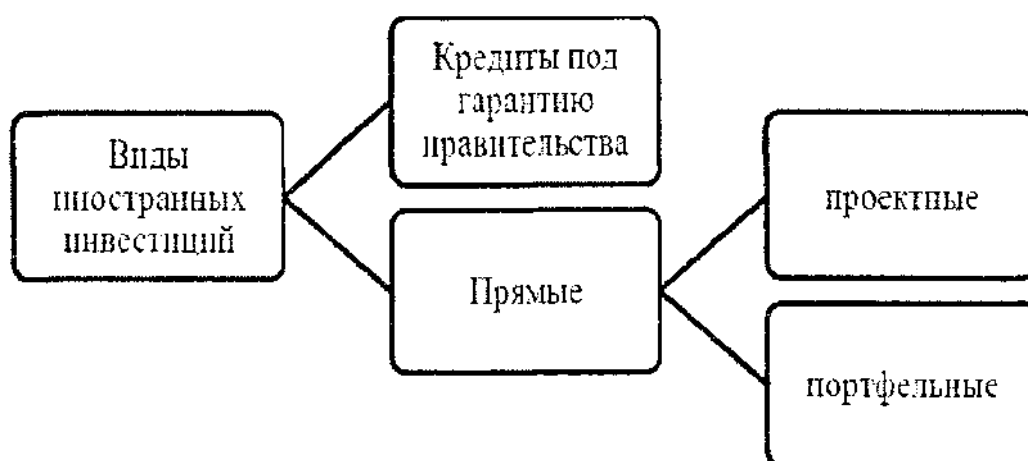 Виды
иностранных
инвестиций
Кредиты под
гарантию
правительства
Прямые
проектные
портфельные